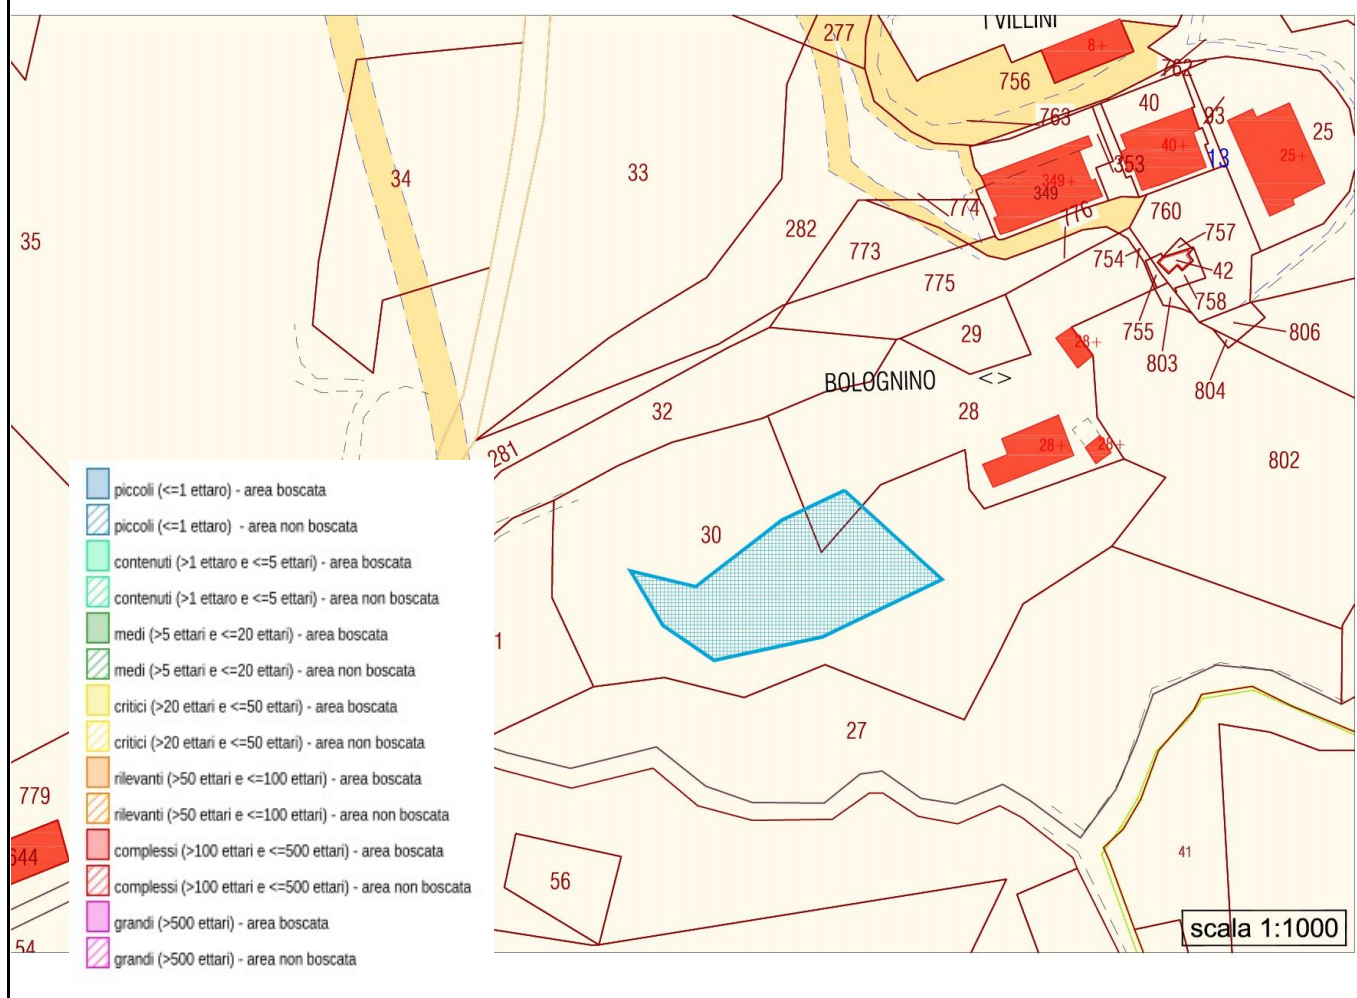 I VILLINI
277
8+
762
756
40
763
93
25
33
34
40+
13
25+
353
349+
349
774
776
760
35
282
757
773
754
42
775
758
29
755
28+
806
803
804
BOLOGNINO <>
32
28
281
28+
28+
802
30
1
27
779
644
56
41
54
piccoli (<=1 ettaro) - area boscata
piccoli (<=1 ettaro) - area non boscata
contenuti (>1 ettaro e <=5 ettari) - area boscata
contenuti (>1 ettaro e <=5 ettari) - area non boscata
medi (>5 ettari e <=20 ettari) - area boscata
medi (>5 ettari e <=20 ettari) - area non boscata
critici (>20 ettari e <=50 ettari) - area boscata
critici (>20 ettari e <=50 ettari) - area non boscata
rilevanti (>50 ettari e <=100 ettari) - area boscata
rilevanti (>50 ettari e <=100 ettari) - area non boscata
complessi (>100 ettari e <=500 ettari) - area boscata
complessi (>100 ettari e <=500 ettari) - area non boscata
grandi (>500 ettari) - area boscata
grandi (>500 ettari) - area non boscata
scala 1:1000